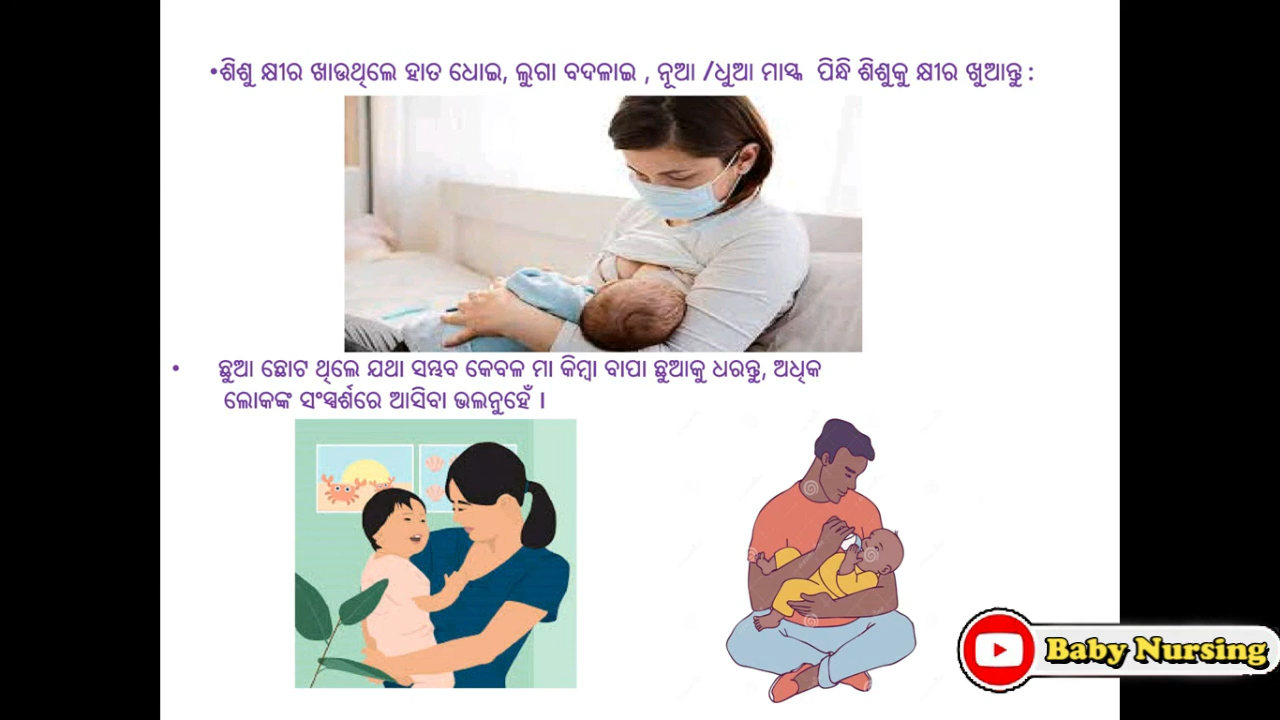 •ଶିଶୁ କ୍ଷୀର ଖାଉଥିଲେ ହାତ ଧୋଇ, ଲୁଗା ବଦଳାଇ , ନୂଆ /ଧୁଆ ମାସ୍କ ପିନ୍ଧି ଶିଶୁକୁ କ୍ଷୀର ଖୁଆନ୍ତୁ :
• ଛୁଆ ଛୋଟ ଥିଲେ ଯଥା ସମ୍ଭବ କେବଳ ମା କିମ୍ବା ବାପା ଛୁଆକୁ ଧରନ୍ତୁ, ଅଧିକ
ଲୋକଙ୍କ ସଂସ୍ପର୍ଶରେ ଆସିବା ଭଲନୁହେଁ ।
Baby Nursing